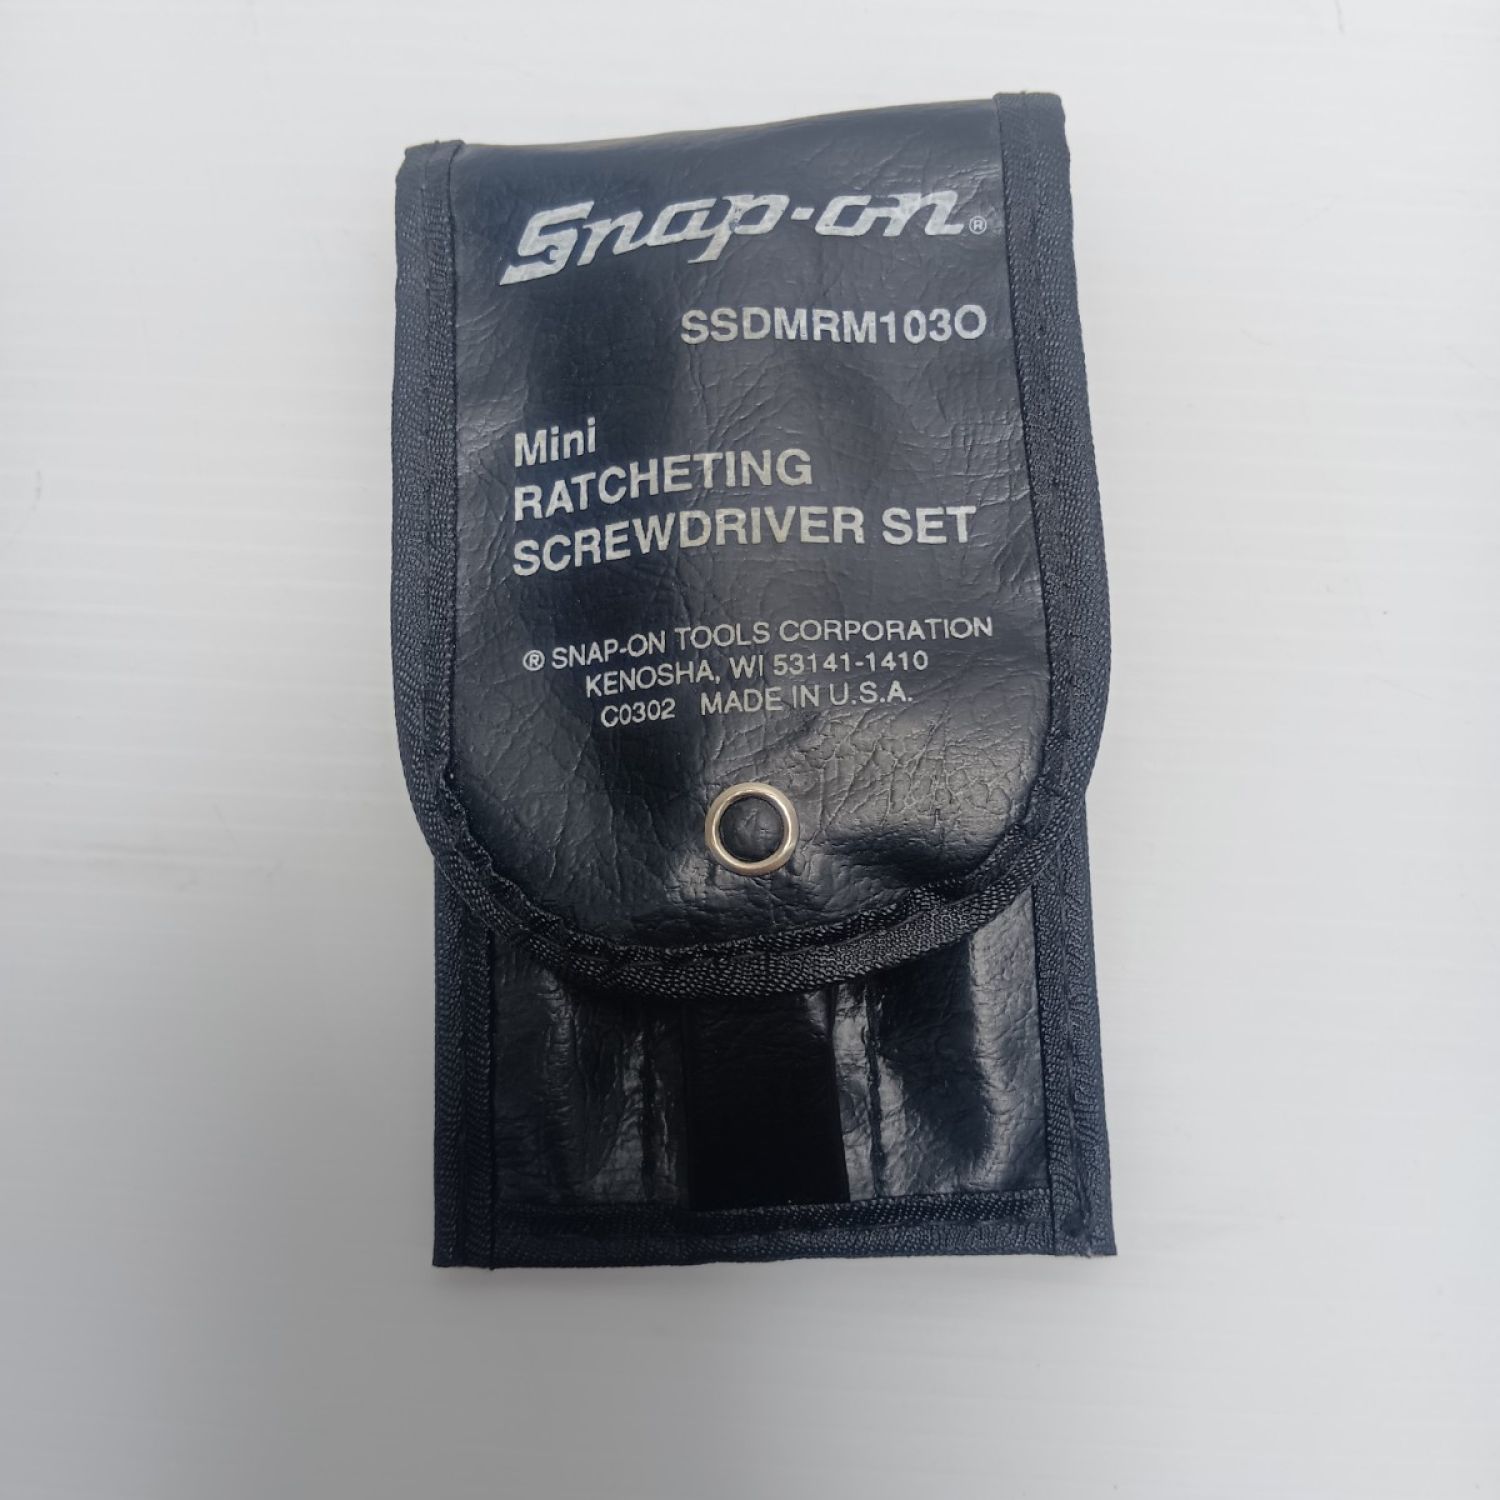 Snap-on®
SSDMRM103O
Mini
RATCHETING
SCREWDRIVER SET
® SNAP-ON TOOLS CORPORATION
KENOSHA, WI 53141-1410
C0302 MADE IN U.S.A.